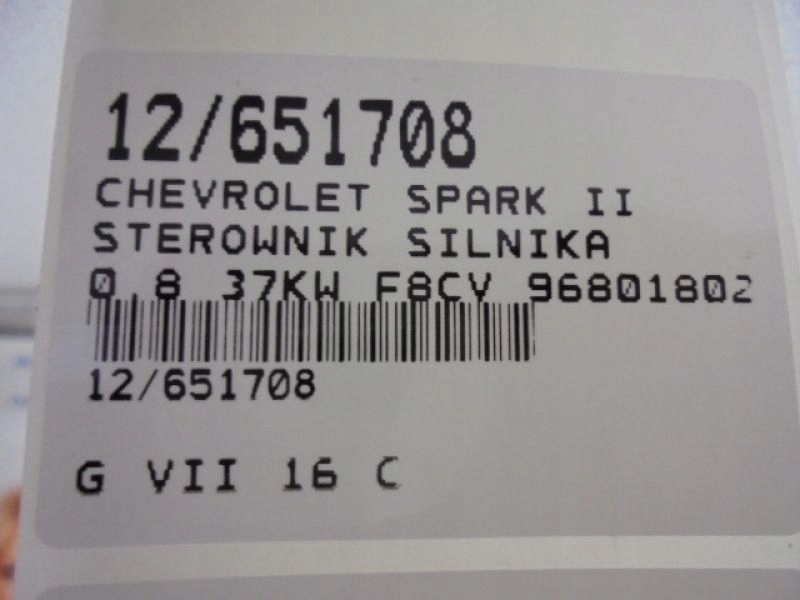 12/651708
CHEVROLET SPARK II
STEROWNIK SILNIKA
0.8 37KW F8CV 96801802
12/651708
G VII 16 C